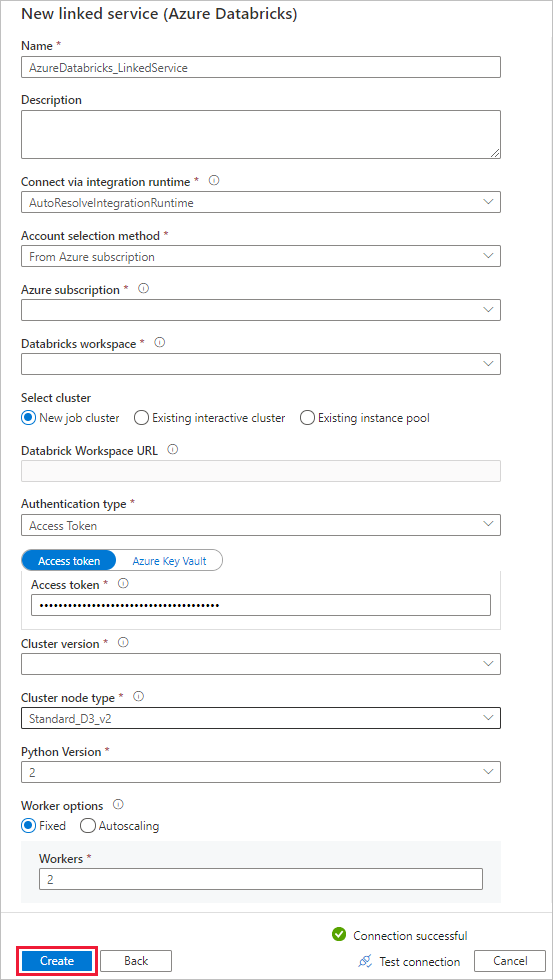 New linked service (Azure Databricks)
Name *
AzureDatabricks_LinkedService
Description
Connect via integration runtime *
AutoResolveIntegrationRuntime
Account selection method *
From Azure subscription
Azure subscription *
Databricks workspace *
Select cluster
New job cluster Existing interactive cluster Existing instance pool
Databrick Workspace URL
Authentication type *
Access Token
Access token Azure Key Vault
Access token *
••••••••••••••••••••••••••••••••••••••
Cluster version *
Cluster node type *
Standard_D3_v2
Python Version *
2
Worker options
Fixed Autoscaling
Workers *
2
Connection successful
Create Back Test connection Cancel